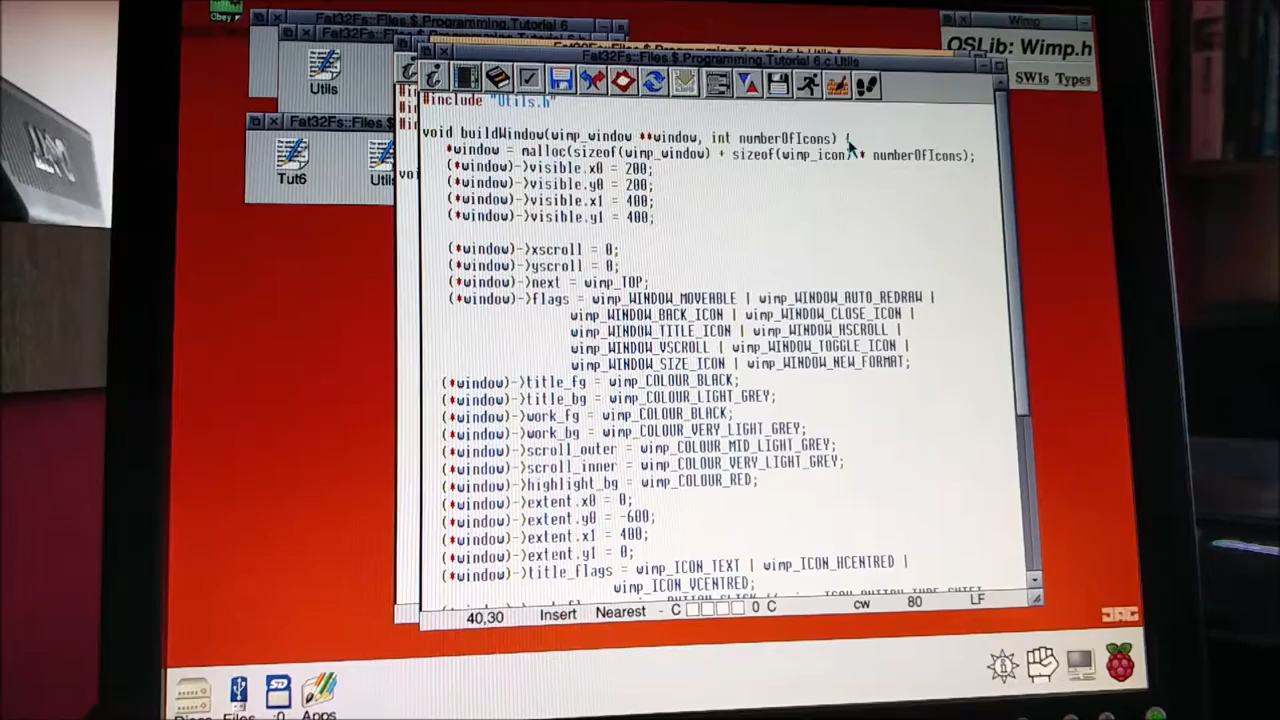 Obey
Fat32Fs::Files.$.Programming.Tutorial 6
Utils
Fat32Fs::Files.$.
Tut6
Utils
Fat32Fs::Files.$.Programming.Tutorial 6.c.Utils
Wimp
OSLib: Wimp.h
SWIs Types
#include "Utils.h"
void buildWindow(wimp_window **window, int numberOfIcons) {
*window = malloc(sizeof(wimp_window) + sizeof(wimp_icon) * numberOfIcons);
(*window)->visible.x0 = 200;
(*window)->visible.y0 = 200;
(*window)->visible.x1 = 400;
(*window)->visible.y1 = 400;
(*window)->xscroll = 0;
(*window)->yscroll = 0;
(*window)->next = wimp_TOP;
(*window)->flags = wimp_WINDOW_MOVEABLE | wimp_WINDOW_AUTO_REDRAW |
wimp_WINDOW_BACK_ICON | wimp_WINDOW_CLOSE_ICON |
wimp_WINDOW_TITLE_ICON | wimp_WINDOW_HSCROLL |
wimp_WINDOW_VSCROLL | wimp_WINDOW_TOGGLE_ICON |
wimp_WINDOW_SIZE_ICON | wimp_WINDOW_NEW_FORMAT;
(*window)->title_fg = wimp_COLOUR_BLACK;
(*window)->title_bg = wimp_COLOUR_LIGHT_GREY;
(*window)->work_fg = wimp_COLOUR_BLACK;
(*window)->work_bg = wimp_COLOUR_VERY_LIGHT_GREY;
(*window)->scroll_outer = wimp_COLOUR_MID_LIGHT_GREY;
(*window)->scroll_inner = wimp_COLOUR_VERY_LIGHT_GREY;
(*window)->highlight_bg = wimp_COLOUR_RED;
(*window)->extent.x0 = 0;
(*window)->extent.y0 = -600;
(*window)->extent.x1 = 400;
(*window)->extent.y1 = 0;
(*window)->title_flags = wimp_ICON_TEXT | wimp_ICON_HCENTRED |
wimp_ICON_VCENTRED;
40,30 Insert Nearest - C 0 C cw 80 LF
JAG
Discs Files :0 Apps